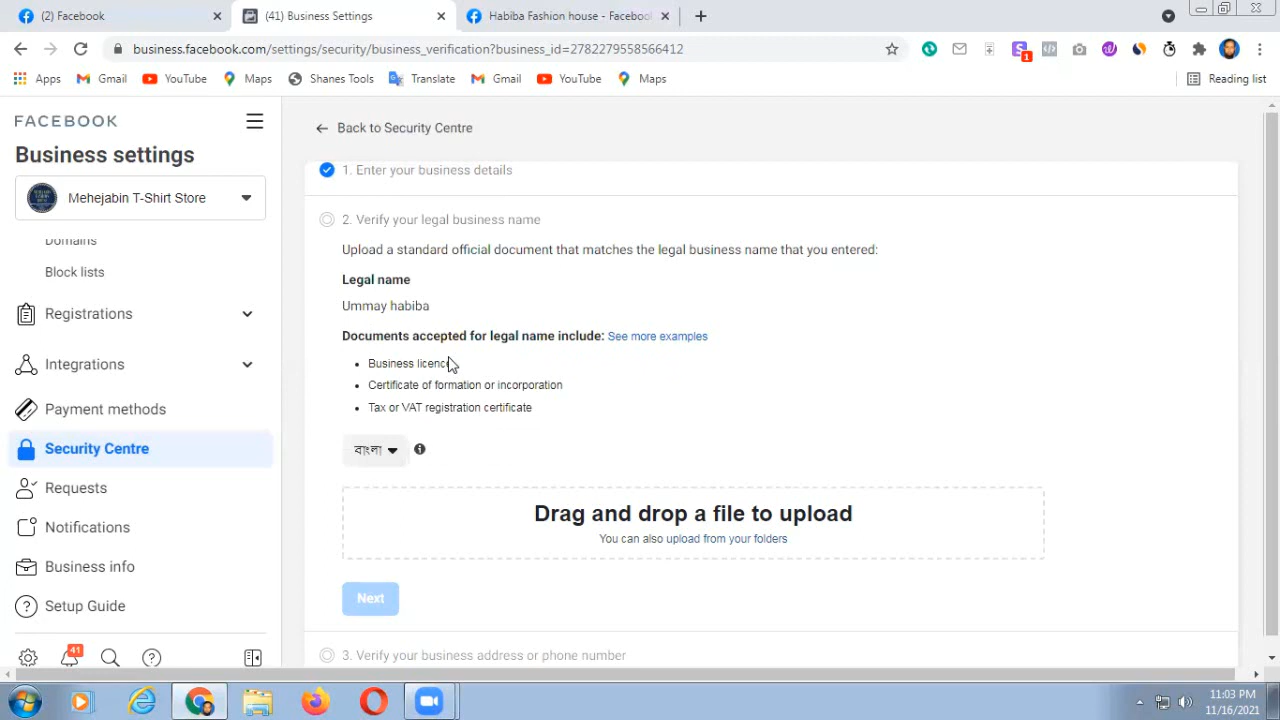 (2) Facebook
(41) Business Settings
Habiba Fashion house - Facebook
business.facebook.com/settings/security/business_verification?business_id=2782279558566412
1
Apps
Gmail
YouTube
Maps
Shanes Tools
Translate
Gmail
YouTube
Maps
Reading list
FACEBOOK
Business settings
Mehejabin T-Shirt Store
Domains
Block lists
Registrations
Integrations
Payment methods
Security Centre
Requests
Notifications
Business info
Setup Guide
41
Back to Security Centre
1. Enter your business details
2. Verify your legal business name
Upload a standard official document that matches the legal business name that you entered:
Legal name
Ummay habiba
Documents accepted for legal name include: See more examples
• Business licence
• Certificate of formation or incorporation
• Tax or VAT registration certificate
বাংলা
Drag and drop a file to upload
You can also upload from your folders
Next
3. Verify your business address or phone number
11:03 PM
11/16/2021